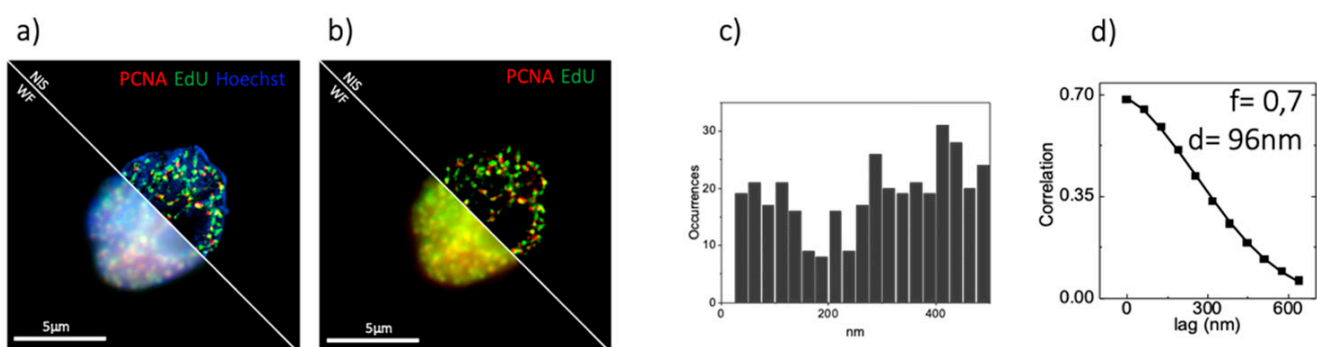 a)
NIS
WF
PCNA EdU Hoechst
5μm
b)
NIS
WF
PCNA EdU
5μm
c)
Occurrences
30
20
10
0
0
200
400
nm
d)
Correlation
0.70
0.35
0.00
f= 0,7
d= 96nm
0
300
600
lag (nm)